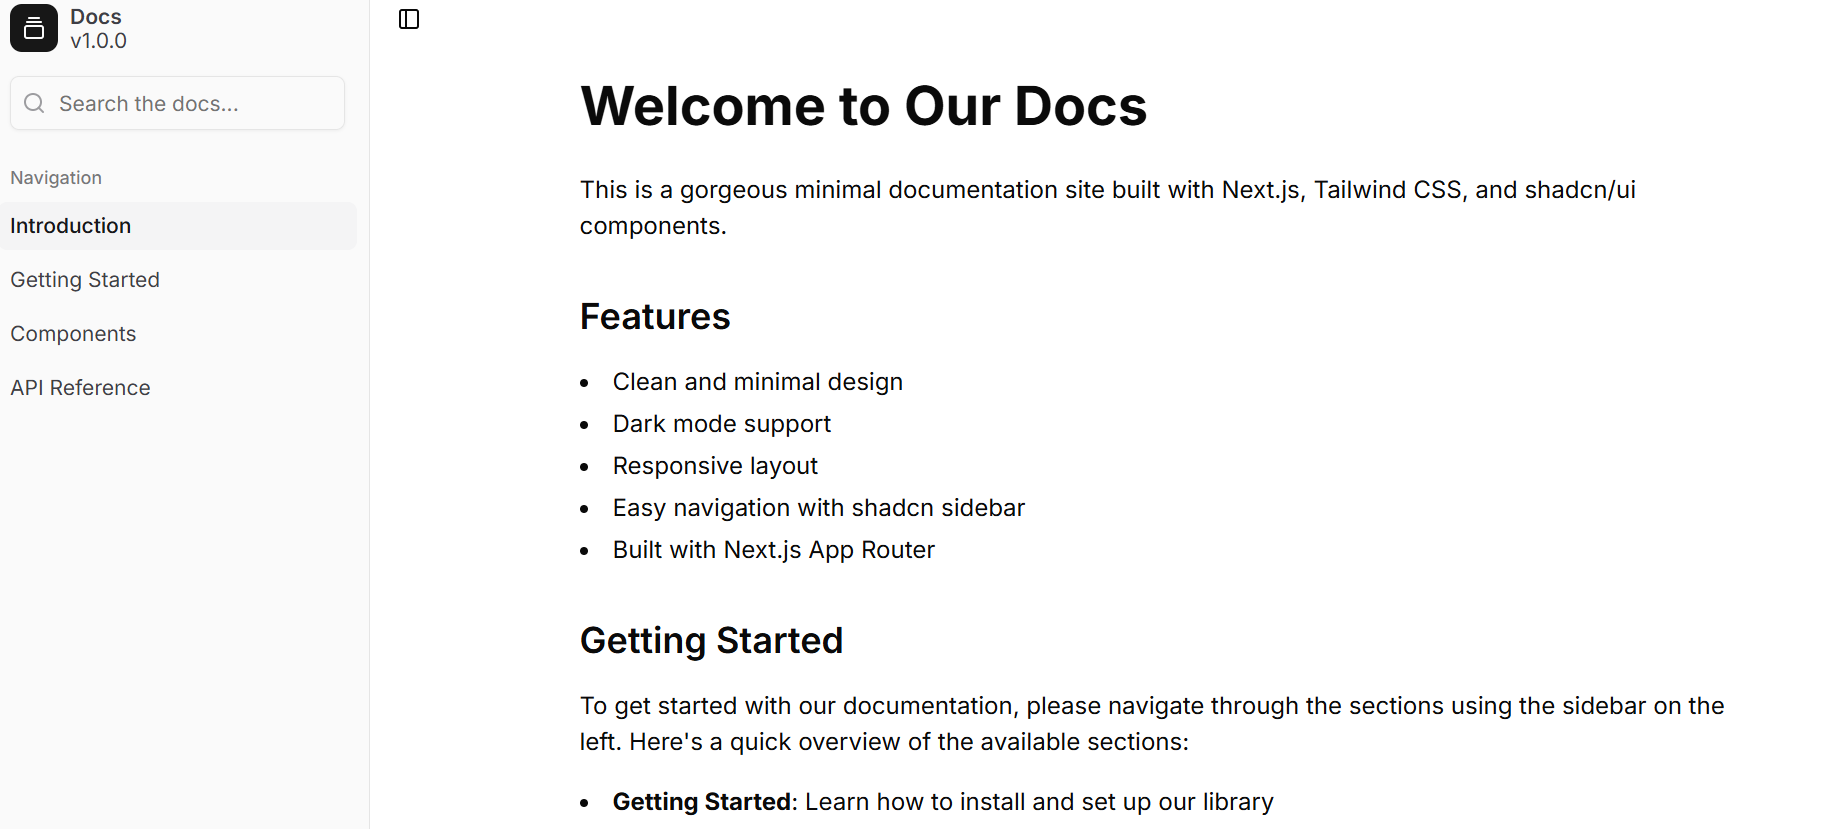 Docs
v1.0.0
Search the docs...
Navigation
Introduction
Getting Started
Components
API Reference
Welcome to Our Docs
This is a gorgeous minimal documentation site built with Next.js, Tailwind CSS, and shadcn/ui
components.
Features
• Clean and minimal design
• Dark mode support
• Responsive layout
• Easy navigation with shadcn sidebar
• Built with Next.js App Router
Getting Started
To get started with our documentation, please navigate through the sections using the sidebar on the
left. Here's a quick overview of the available sections:
• Getting Started: Learn how to install and set up our library